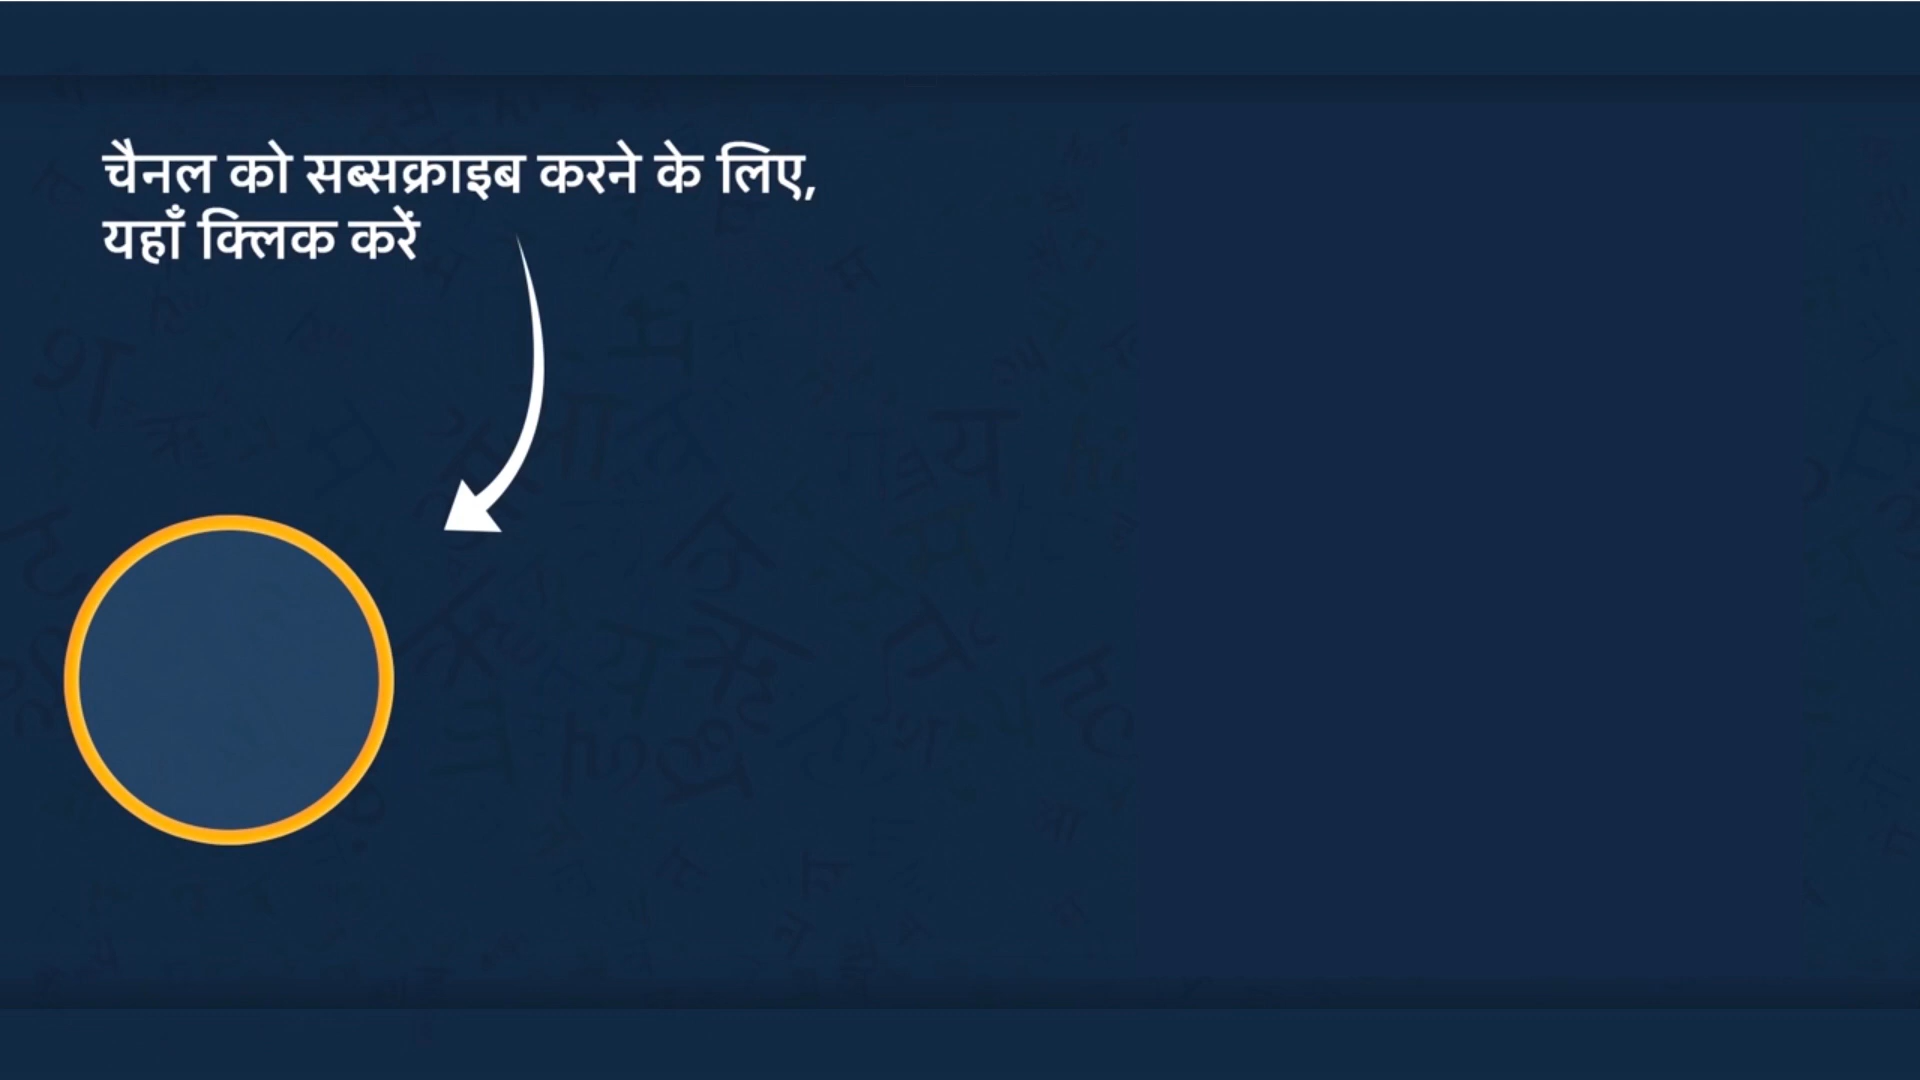 चैनल को सब्सक्राइब करने के लिए,
यहाँ क्लिक करें